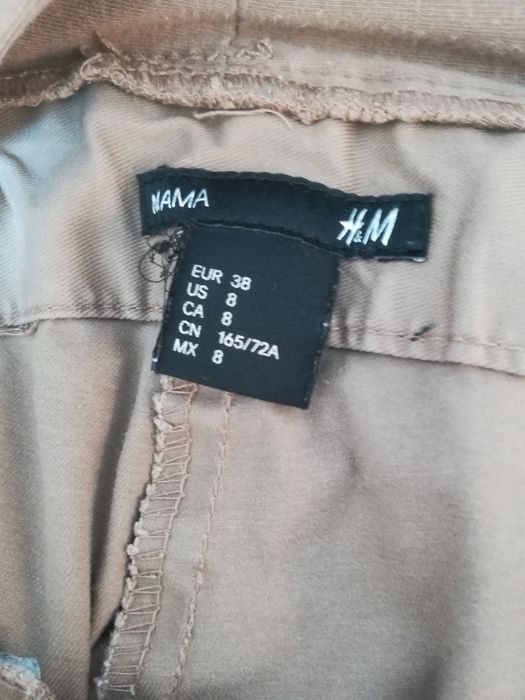 MAMA H&M
EUR 38
US 8
CA 8
CN 165/72A
MX 8